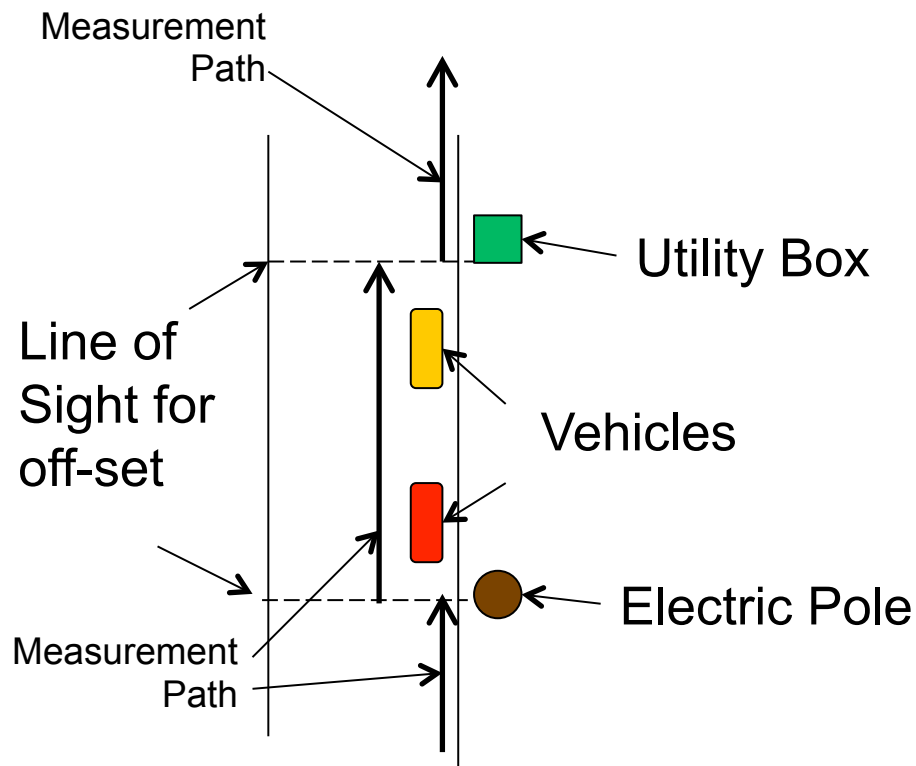 Measurement
Path
Utility Box
Line of
Sight for
off-set
Vehicles
Electric Pole
Measurement
Path